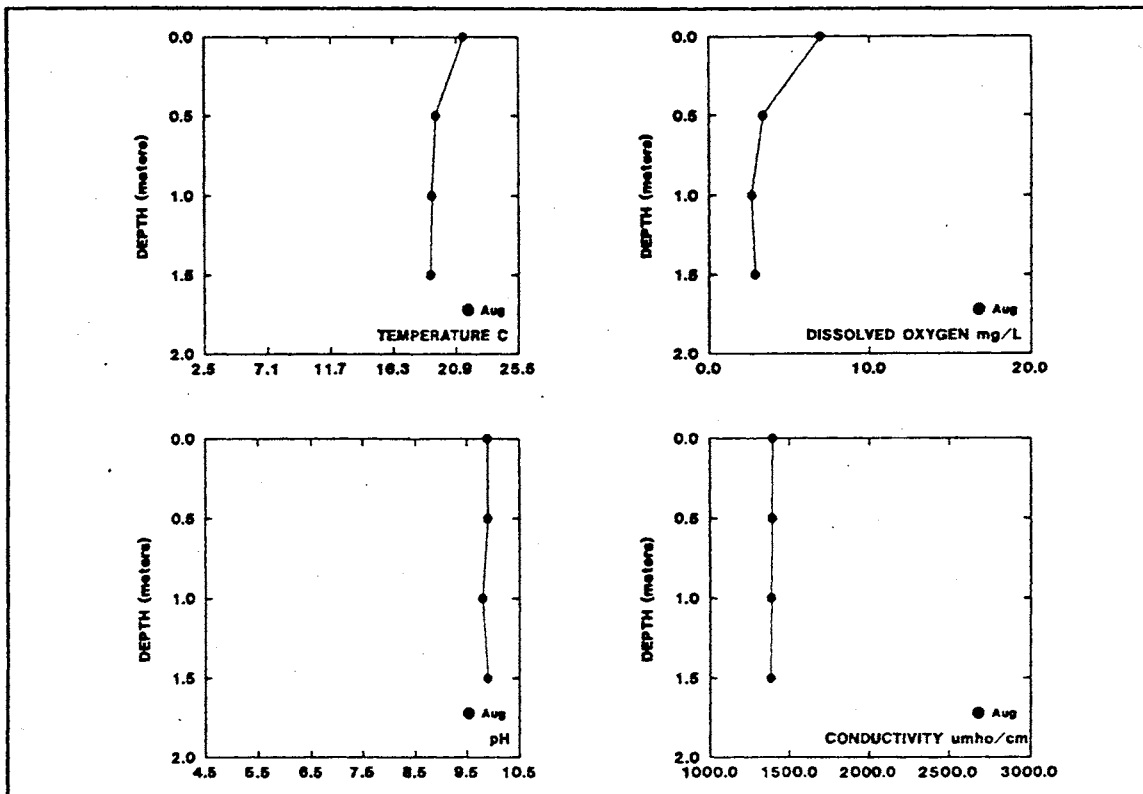 0.0
0.5
1.0
1.5
2.0
DEPTH (meters)
Aug
TEMPERATURE C
2.5 7.1 11.7 16.3 20.9 25.5
0.0
0.5
1.0
1.5
2.0
DEPTH (meters)
Aug
DISSOLVED OXYGEN mg/L
0.0 10.0 20.0
0.0
0.5
1.0
1.5
2.0
DEPTH (meters)
Aug
pH
4.5 5.5 6.5 7.5 8.5 9.5 10.5
0.0
0.5
1.0
1.5
2.0
DEPTH (meters)
Aug
CONDUCTIVITY umho/cm
1000.0 1400.0 2000.0 2500.0 3000.0